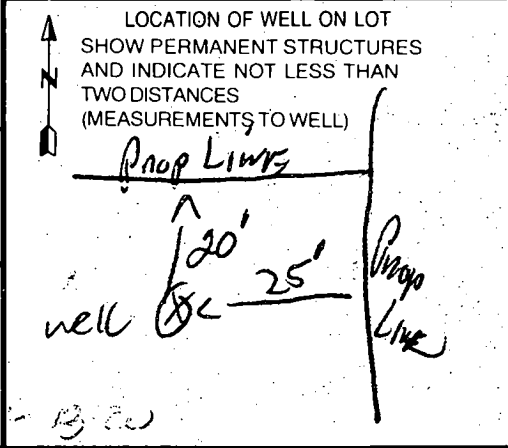 LOCATION OF WELL ON LOT
SHOW PERMANENT STRUCTURES
AND INDICATE NOT LESS THAN
TWO DISTANCES
(MEASUREMENTS TO WELL)
N
Prop LINE
20'
25'
well
Prop
LINE